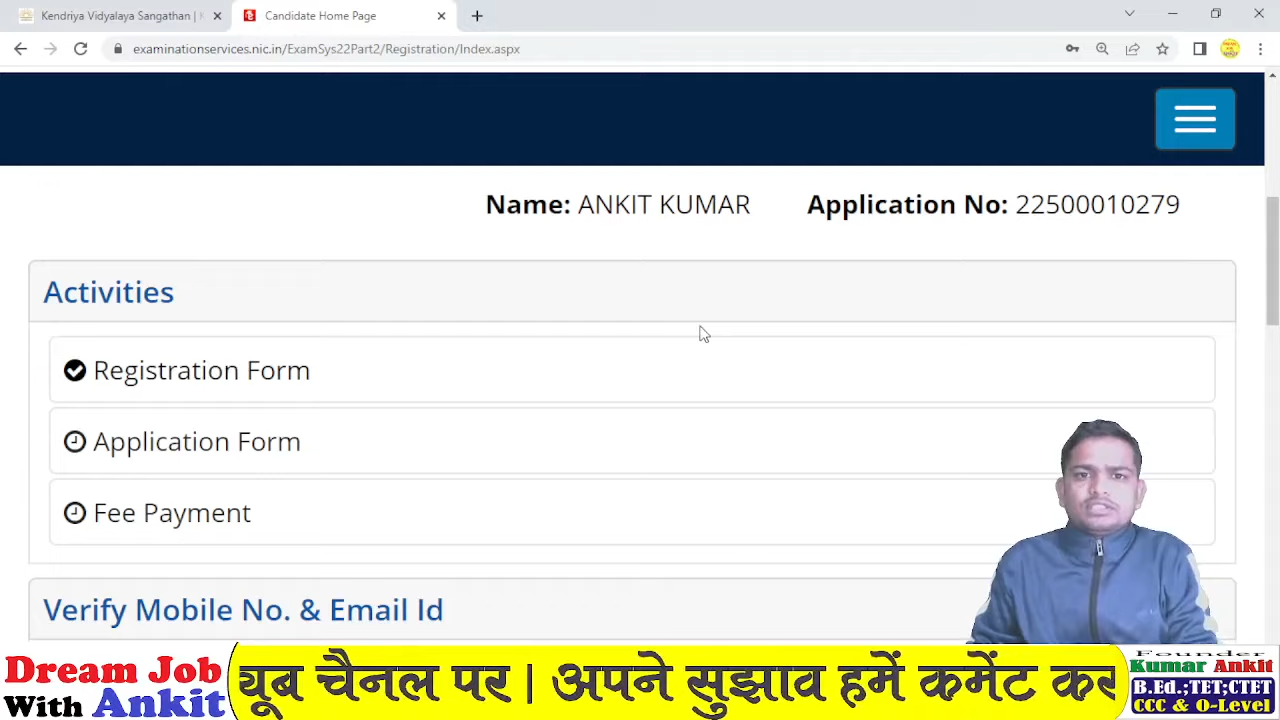 Kendriya Vidyalaya Sangathan |
Candidate Home Page
examinationservices.nic.in/ExamSys22Part2/Registration/Index.aspx
Name: ANKIT KUMAR Application No: 22500010279
Activities
Registration Form
Application Form
Fee Payment
Verify Mobile No. & Email Id
Dream Job
With Ankit
यूब चैनल पर | अपने सुझाव हमें कमेंट कर
Founder
Kumar Ankit
B.Ed.;TET;CTET
CCC & O-Level